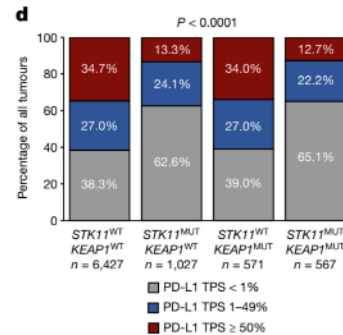 d
P < 0.0001
Percentage of all tumours
100
80
60
40
20
0
34.7% 13.3% 34.0% 12.7%
27.0% 24.1% 27.0% 22.2%
38.3% 62.6% 39.0% 65.1%
STK11WT STK11MUT STK11WT STK11MUT
KEAP1WT KEAP1WT KEAP1MUT KEAP1MUT
n = 6,427 n = 1,027 n = 571 n = 567
PD-L1 TPS < 1%
PD-L1 TPS 1–49%
PD-L1 TPS ≥ 50%